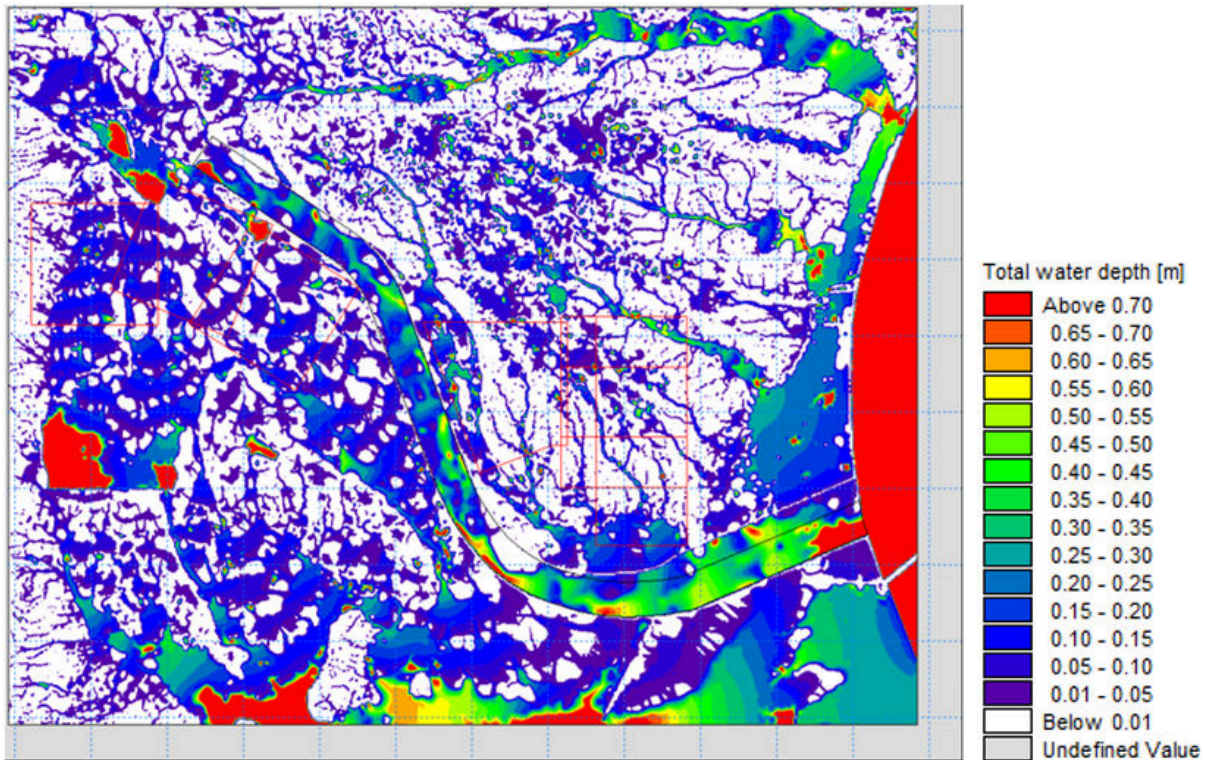 Total water depth [m]
Above 0.70
0.65 - 0.70
0.60 - 0.65
0.55 - 0.60
0.50 - 0.55
0.45 - 0.50
0.40 - 0.45
0.35 - 0.40
0.30 - 0.35
0.25 - 0.30
0.20 - 0.25
0.15 - 0.20
0.10 - 0.15
0.05 - 0.10
0.01 - 0.05
Below 0.01
Undefined Value